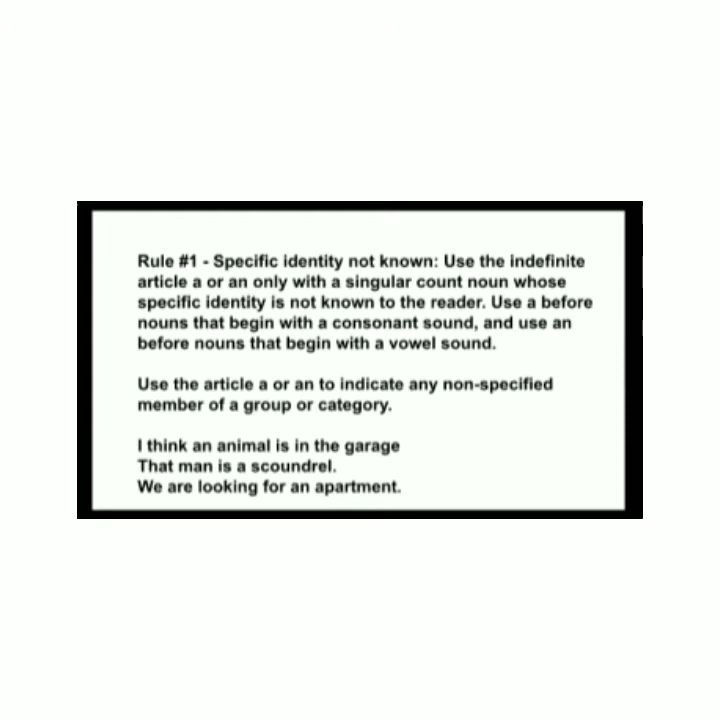 Rule #1 - Specific identity not known: Use the indefinite
article a or an only with a singular count noun whose
specific identity is not known to the reader. Use a before
nouns that begin with a consonant sound, and use an
before nouns that begin with a vowel sound.
Use the article a or an to indicate any non-specified
member of a group or category.
I think an animal is in the garage
That man is a scoundrel.
We are looking for an apartment.